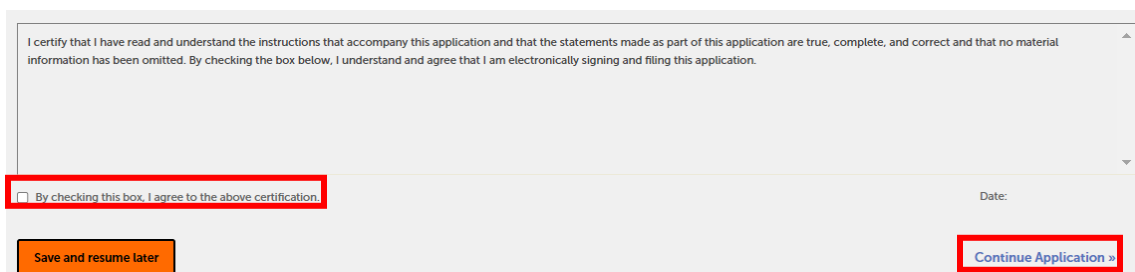 I certify that I have read and understand the instructions that accompany this application and that the statements made as part of this application are true, complete, and correct and that no material
information has been omitted. By checking the box below, I understand and agree that I am electronically signing and filing this application.
By checking this box, I agree to the above certification.
Date:
Save and resume later
Continue Application »